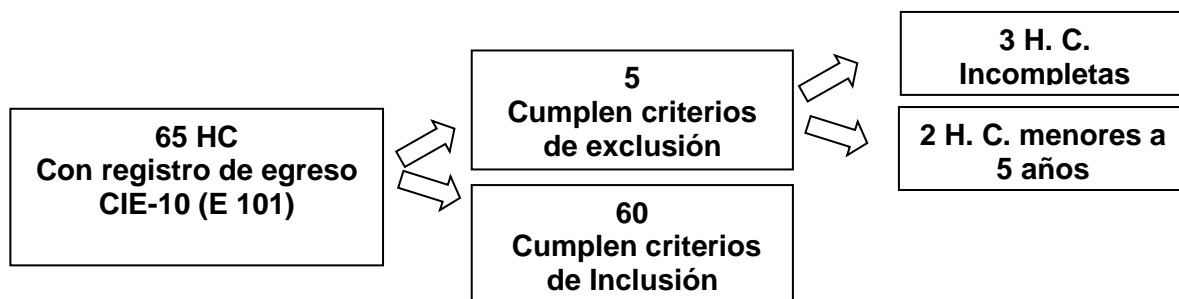 65 HC
Con registro de egreso
CIE-10 (E 101)
5
Cumplen criterios
de exclusión
60
Cumplen criterios
de Inclusión
3 H. C.
Incompletas
2 H. C. menores a
5 años